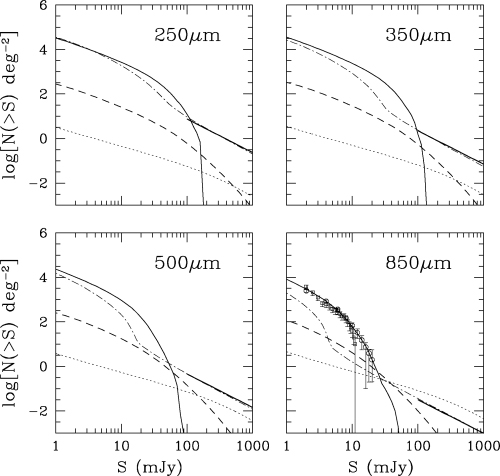 6
4
2
0
−2
log[N(>S) deg⁻²]
250μm
350μm
6
4
2
0
−2
log[N(>S) deg⁻²]
500μm
850μm
1 10 100 1000 1 10 100 1000
S (mJy) S (mJy)